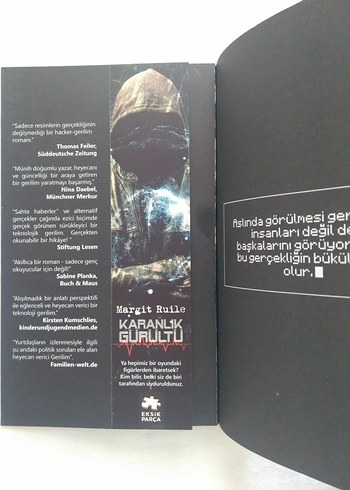 "Sadece resimlerin gerçekliğinin
değişmediği bir hacker-gerilim
romanı."
Thomas Feiler,
Süddeutsche Zeitung
"Münih doğumlu yazar, heyecanı
ve güncelliği bir araya getiren
bir gerilim yaratmayı başarmış."
Nina Daebel,
Münchner Merkur
"Sahte haberler" ve alternatif
gerçekler çağında ezici biçimde
gerçek görünen sürükleyici bir
teknolojik gerilim. Gerçekten
okunabilir bir hikâye! "
Stiftung Lesen
"Akıllıca bir roman - sadece genç
okuyucular için değil!"
Sabine Planka,
Buch & Maus
"Alışılmadık bir anlatı perspektifi
ile eğlenceli ve heyecan verici bir
teknoloji gerilim."
Kirsten Kumschlies,
kinderundjugendmedien.de
"Yurttaşların izlenmesiyle ilgili
şu andaki politik soruları ele alan
heyecan verici Gerilim".
Familien-welt.de
Margit Ruile
KARANLIK
GÜRÜLTÜ
Ya hepimiz bir oyundaki
figürlerden ibaretsek?
Kim bilir, belki siz de biri
tarafından uyduruldunuz.
EKSİK
PARÇA
Aslında görülmesi ger
insanları değil de
başkalarını görüyor
bu gerçekliğin bükül
olur.